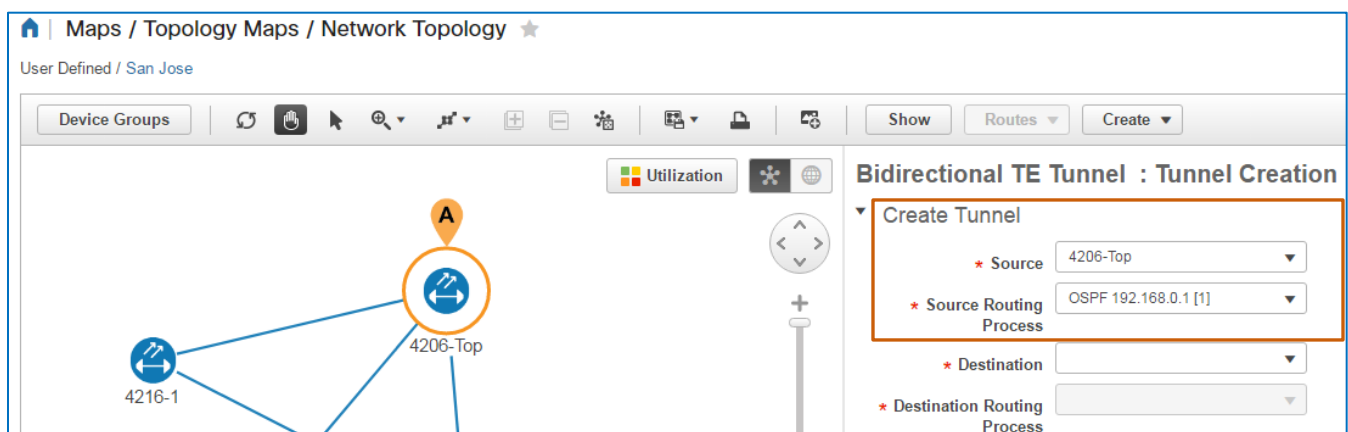 Maps / Topology Maps / Network Topology
User Defined / San Jose
Device Groups
Show
Routes
Create
Utilization
Bidirectional TE Tunnel : Tunnel Creation
Create Tunnel
A
* Source
4206-Top
* Source Routing
Process
OSPF 192.168.0.1 [1]
4206-Top
4216-1
* Destination
* Destination Routing
Process